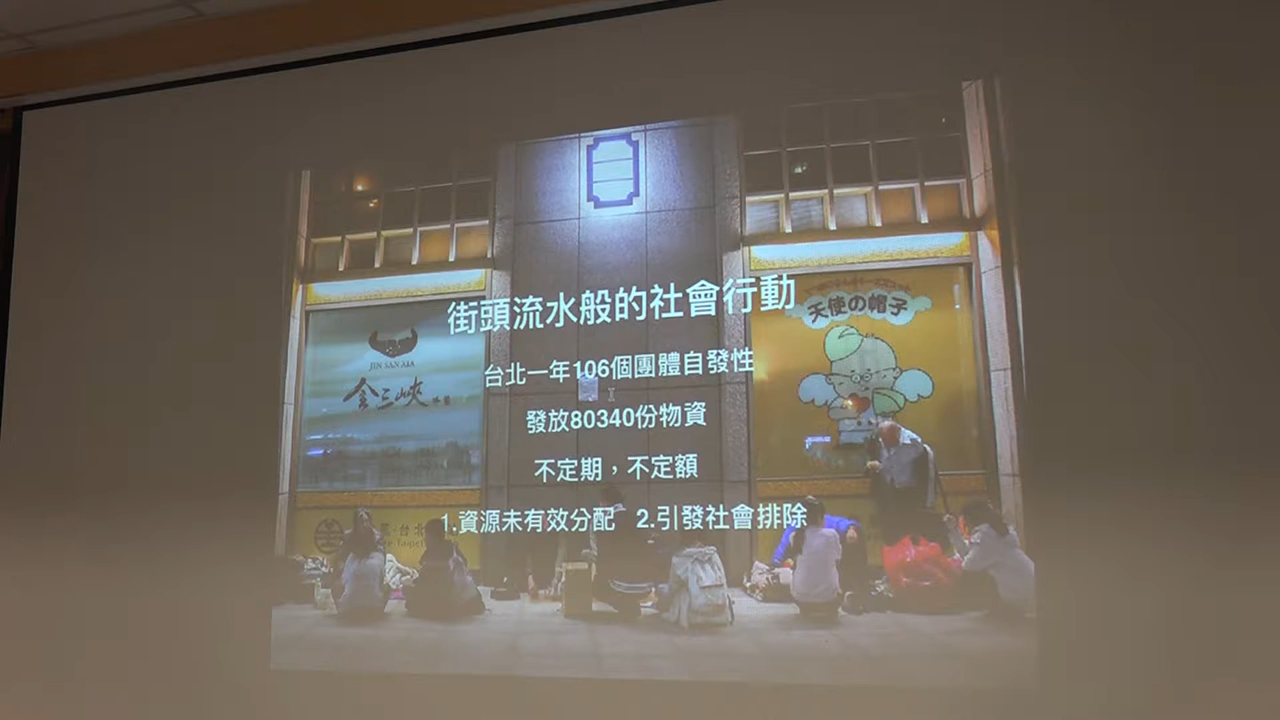 街頭流水般的社會行動
台北一年106個團體自發性
發放80340份物資
不定期，不定額
1.資源未有效分配 2.引發社會排除
JIN SAN XIA
金三峽
天使の帽子